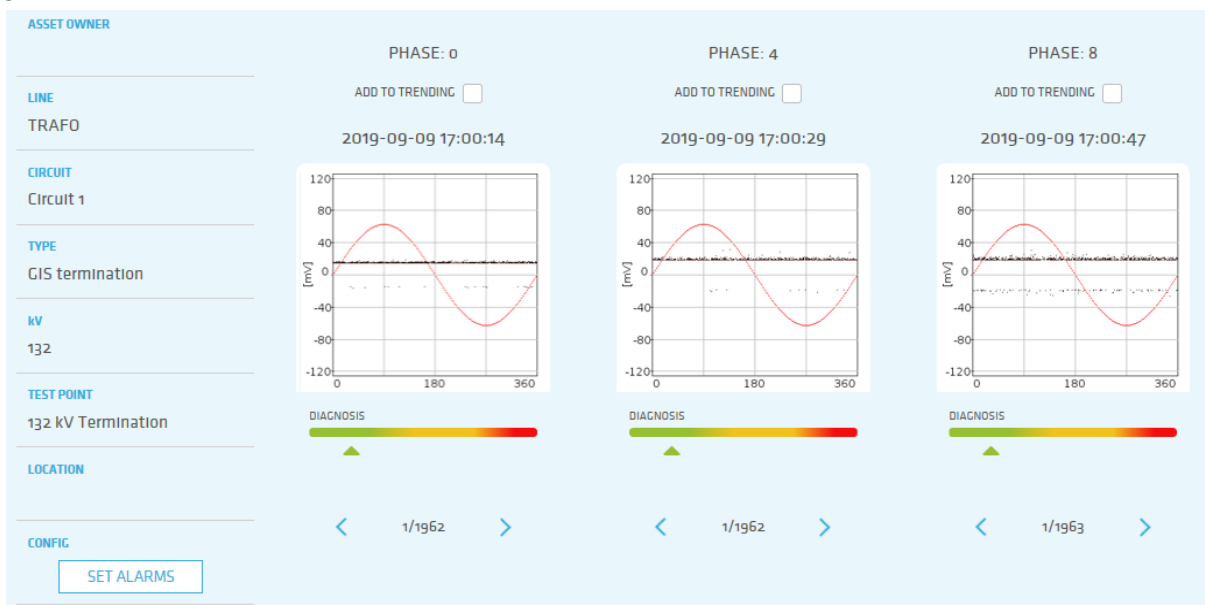 ASSET OWNER
LINE
TRAFO
CIRCUIT
Circuit 1
TYPE
GIS termination
kV
132
TEST POINT
132 kV Termination
LOCATION
CONFIG
SET ALARMS
PHASE: 0
ADD TO TRENDING
2019-09-09 17:00:14
120
80
40
0
-40
-80
-120
[mV]
0 180 360
DIAGNOSIS
1/1962
PHASE: 4
ADD TO TRENDING
2019-09-09 17:00:29
120
80
40
0
-40
-80
-120
[mV]
0 180 360
DIAGNOSIS
1/1962
PHASE: 8
ADD TO TRENDING
2019-09-09 17:00:47
120
80
40
0
-40
-80
-120
[mV]
0 180 360
DIAGNOSIS
1/1963